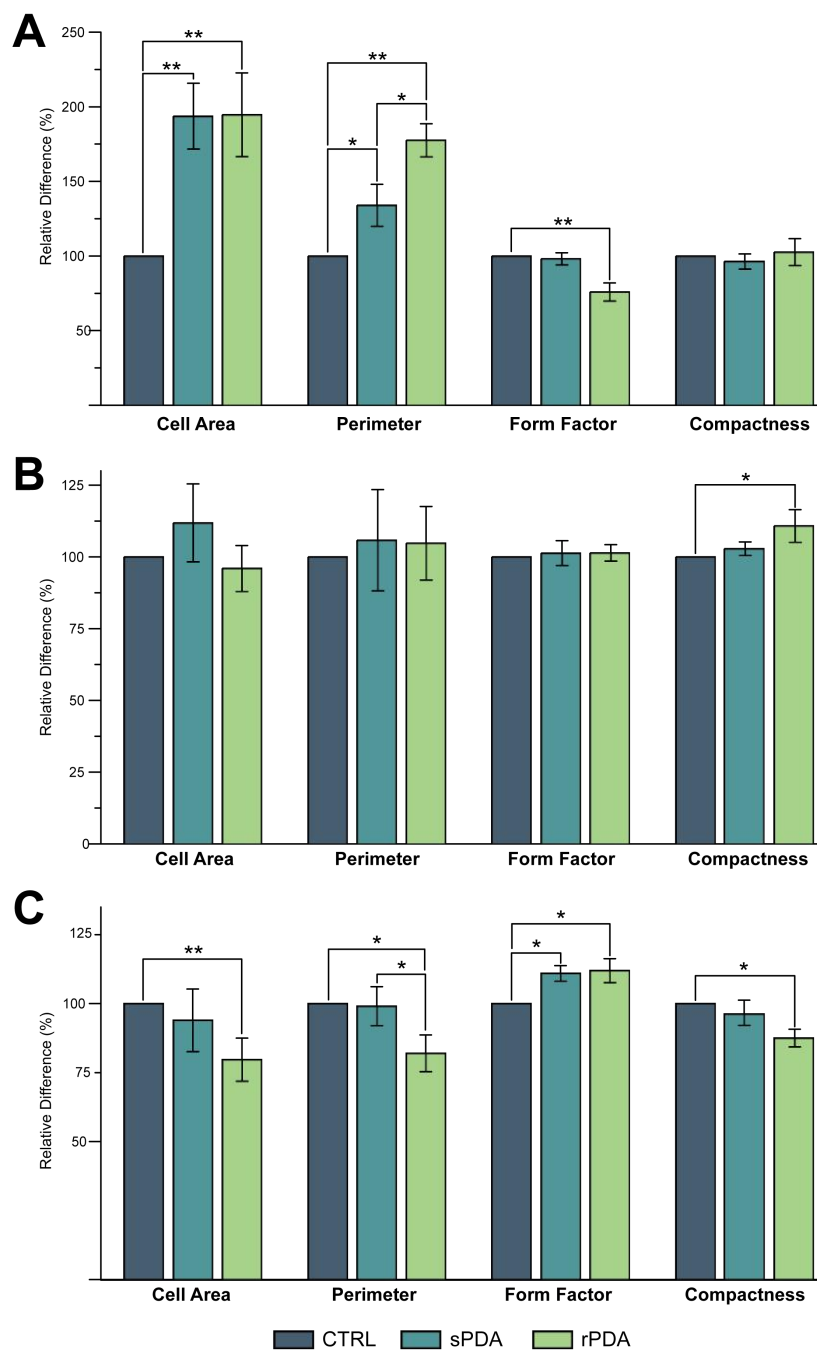 A
250
200
150
100
50
Relative Difference (%)
**
**
**
*
*
**
Cell Area Perimeter Form Factor Compactness
B
125
100
75
50
25
0
Relative Difference (%)
*
Cell Area Perimeter Form Factor Compactness
C
125
100
75
50
Relative Difference (%)
**
*
*
*
*
*
Cell Area Perimeter Form Factor Compactness
CTRL sPDA rPDA